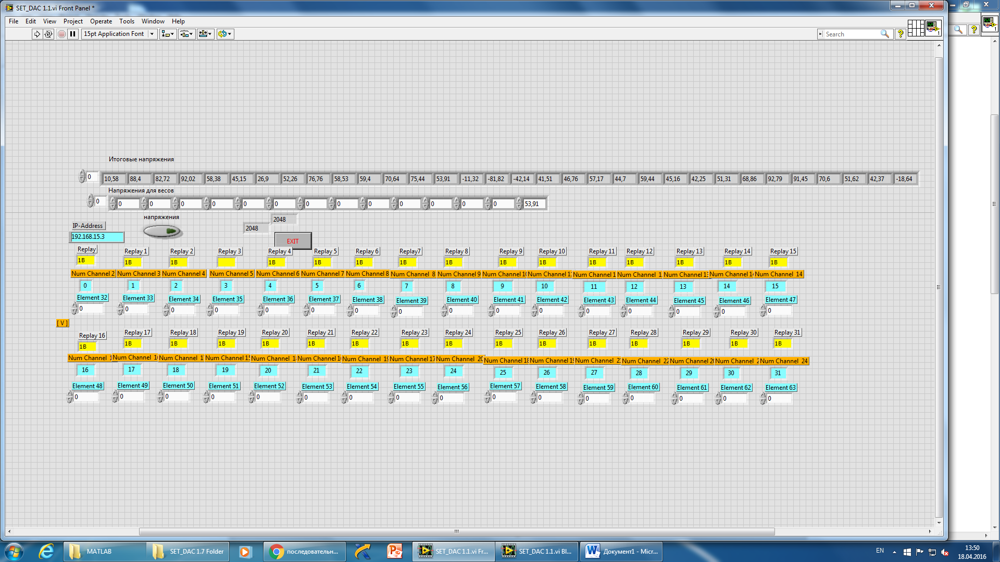 SET_DAC 1.1.vi Front Panel *
File Edit View Project Operate Tools Window Help
15pt Application Font Search
Итоговые напряжения
0 10,58 88,4 82,72 92,02 58,38 45,15 26,9 52,26 76,76 58,53 59,4 70,64 75,44 53,91 -11,32 -81,82 -42,14 41,51 46,76 57,17 44,7 59,44 45,16 42,25 51,31 68,86 92,79 91,45 70,6 51,62 42,37 -18,64
Напряжения для весов
0 0 0 0 0 0 0 0 0 0 0 0 0 0 53,91
напряжения
2048
IP-Address
2048
192.168.15.3
EXIT
Replay Replay 1 Replay 2 Replay 3 Replay 4 Replay 5 Replay 6 Replay7 Replay 8 Replay 9 Replay 10 Replay 11 Replay 12 Replay 13 Replay 14 Replay 15
1B 1B 1B 1B 1B 1B 1B 1B 1B 1B 1B 1B 1B 1B 1B
Num Channel 2 Num Channel 3 Num Channel 4 Num Channel 5 Num Channel 6 Num Channel 7 Num Channel 8 Num Channel 8 Num Channel 9 Num Channel 10 Num Channel 1 Num Channel 1 Num Channel 1 Num Channel 13 Num Channel 14 Num Channel 14
0 1 2 3 4 5 6 7 8 9 10 11 12 13 14 15
Element 32 Element 33 Element 34 Element 35 Element 36 Element 37 Element 38 Element 39 Element 40 Element 41 Element 42 Element 43 Element 44 Element 45 Element 46 Element 47
0 0 0 0 0 0 0 0 0 0 0 0 0 0 0 0
[ V ]
Replay 16 Replay 17 Replay 18 Replay 19 Replay 20 Replay 21 Replay 22 Replay 23 Replay 24 Replay 25 Replay 26 Replay 27 Replay 28 Replay 29 Replay 30 Replay 31
1B 1B 1B 1B 1B 1B 1B 1B 1B 1B 1B 1B 1B 1B 1B 1B
Num Channel 1 Num Channel 16 Num Channel 1 Num Channel 15 Num Channel 18 Num Channel 16 Num Channel 19 Num Channel 17 Num Channel 20 Num Channel 18 Num Channel 19 Num Channel 2 Num Channel 22 Num Channel 20 Num Channel 2 Num Channel 24
16 17 18 19 20 21 22 23 24 25 26 27 28 29 30 31
Element 48 Element 49 Element 50 Element 51 Element 52 Element 53 Element 54 Element 55 Element 56 Element 57 Element 58 Element 59 Element 60 Element 61 Element 62 Element 63
0 0 0 0 0 0 0 0 0 0 0 0 0 0 0 0
MATLAB SET_DAC 1.7 Folder последовательн... SET_DAC 1.1.vi Fr... SET_DAC 1.1.vi Bl... Документ1 - Micr... EN 13:50
18.04.2016